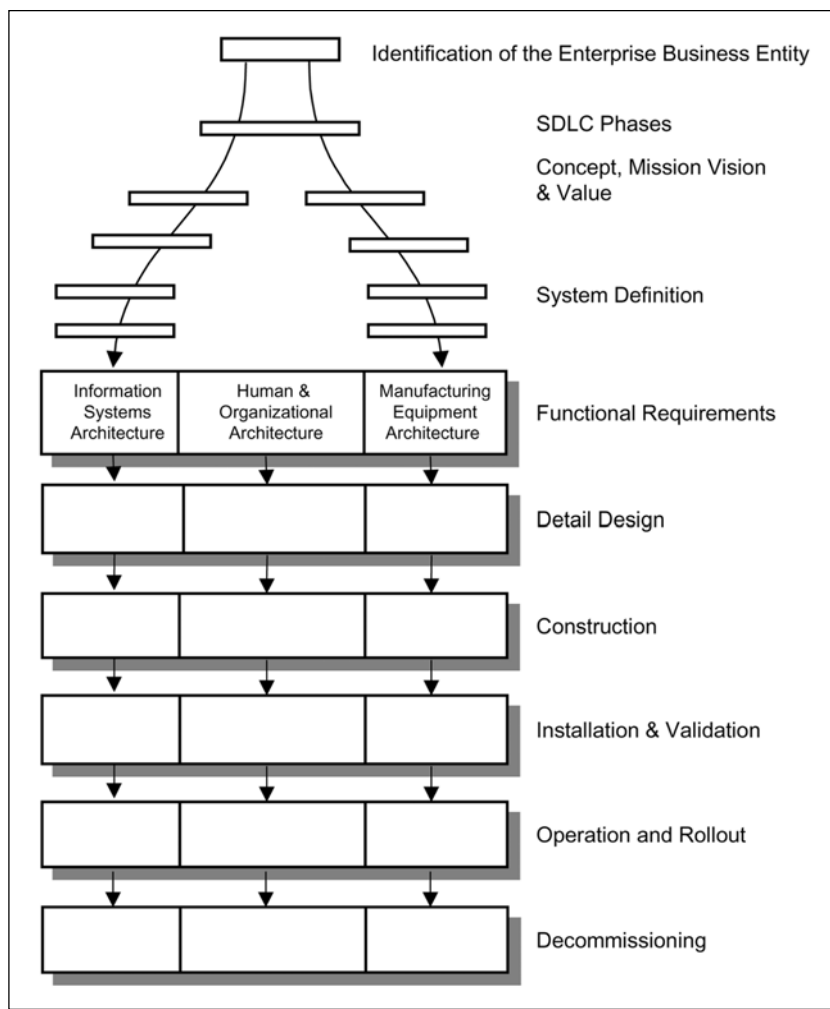 Identification of the Enterprise Business Entity
SDLC Phases
Concept, Mission Vision
& Value
System Definition
Information
Systems
Architecture
Human &
Organizational
Architecture
Manufacturing
Equipment
Architecture
Functional Requirements
Detail Design
Construction
Installation & Validation
Operation and Rollout
Decommissioning